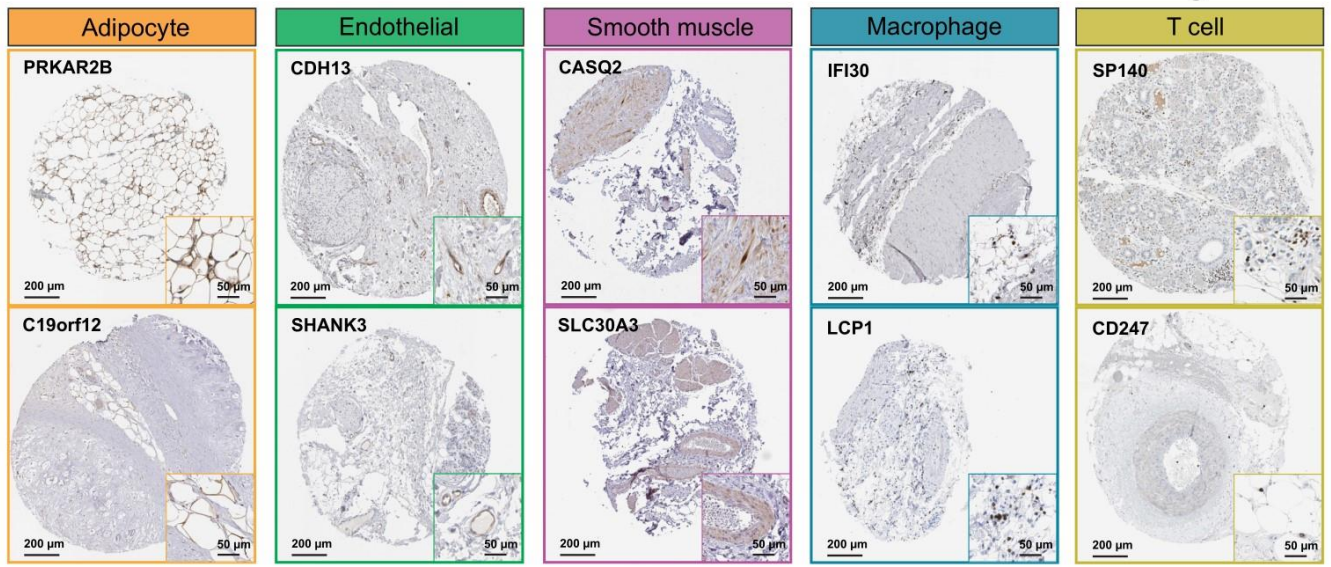 Adipocyte Endothelial Smooth muscle Macrophage T cell
PRKAR2B CDH13 CASQ2 IFI30 SP140
200 µm 50 µm 200 µm 50 µm 200 µm 50 µm 200 µm 50 µm 200 µm 50 µm
C19orf12 SHANK3 SLC30A3 LCP1 CD247
200 µm 50 µm 200 µm 50 µm 200 µm 50 µm 200 µm 50 µm 200 µm 50 µm